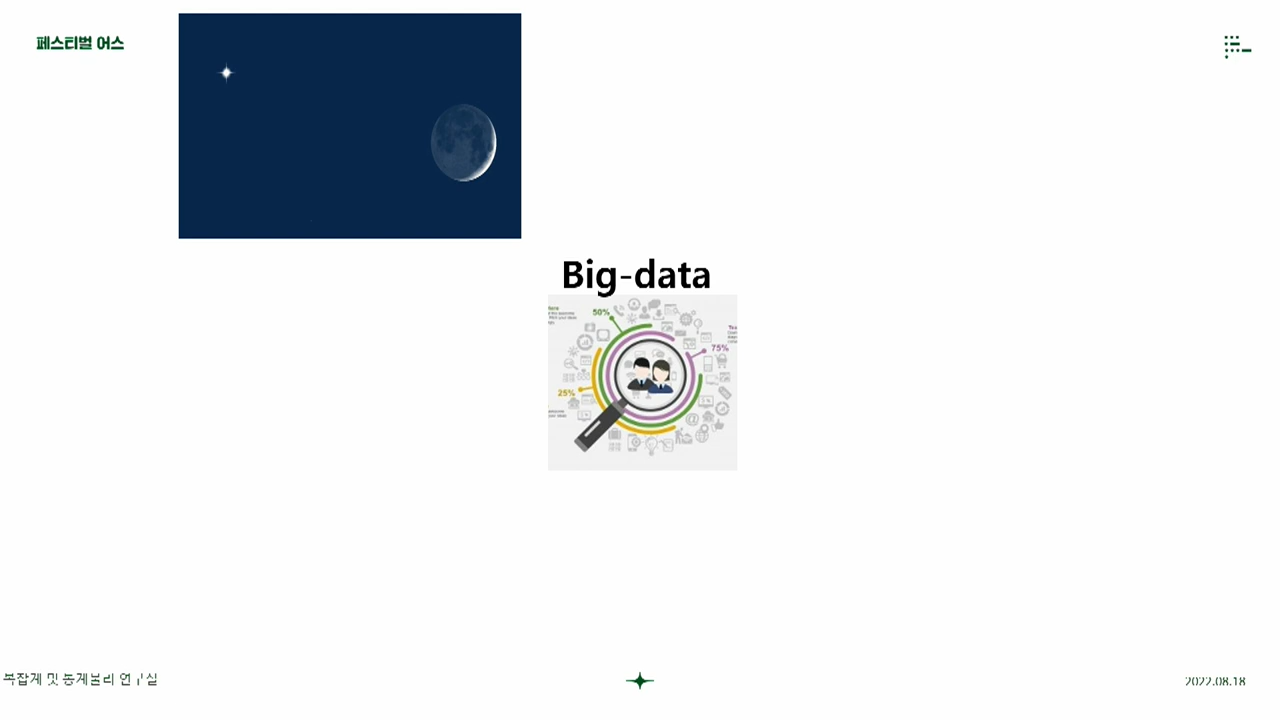 페스티벌 어스
Big-data
50%
75%
25%
복잡계 및 통계물리 연구실
2022.08.18